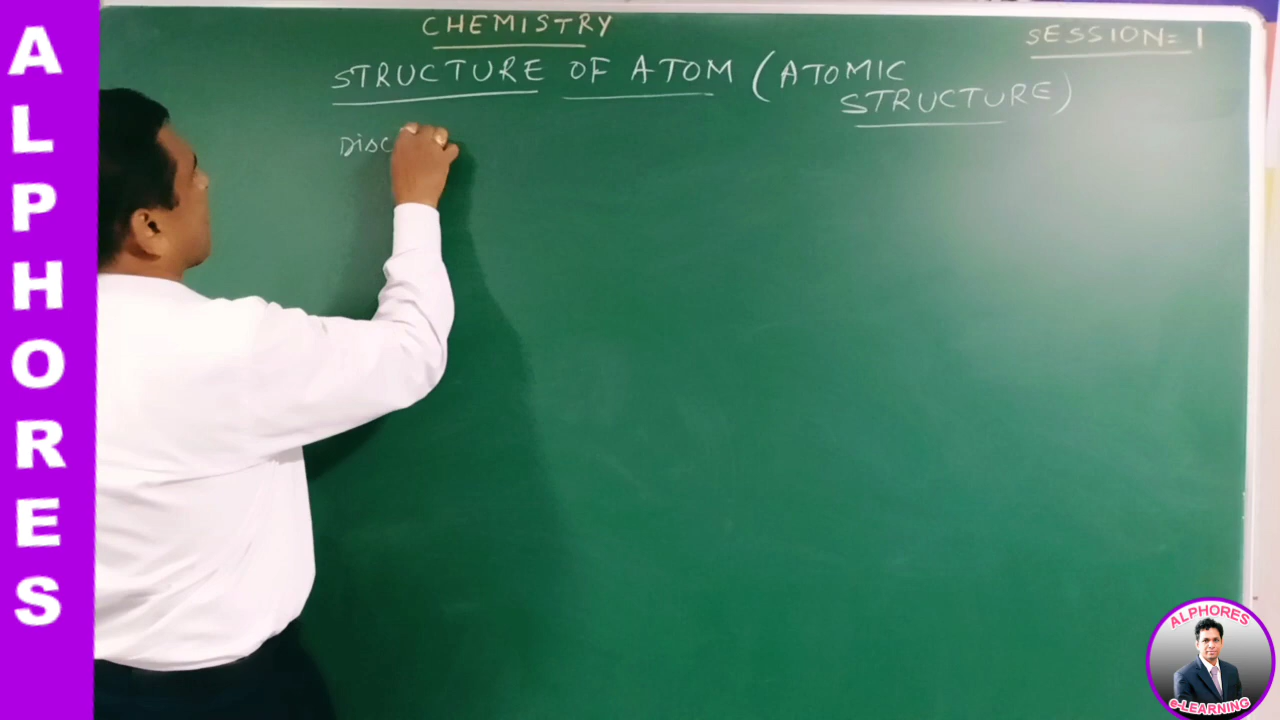 ALPHORES
CHEMISTRY
SESSION= 1
STRUCTURE OF ATOM (ATOMIC
STRUCTURE)
DISC
ALPHORES
e-LEARNING